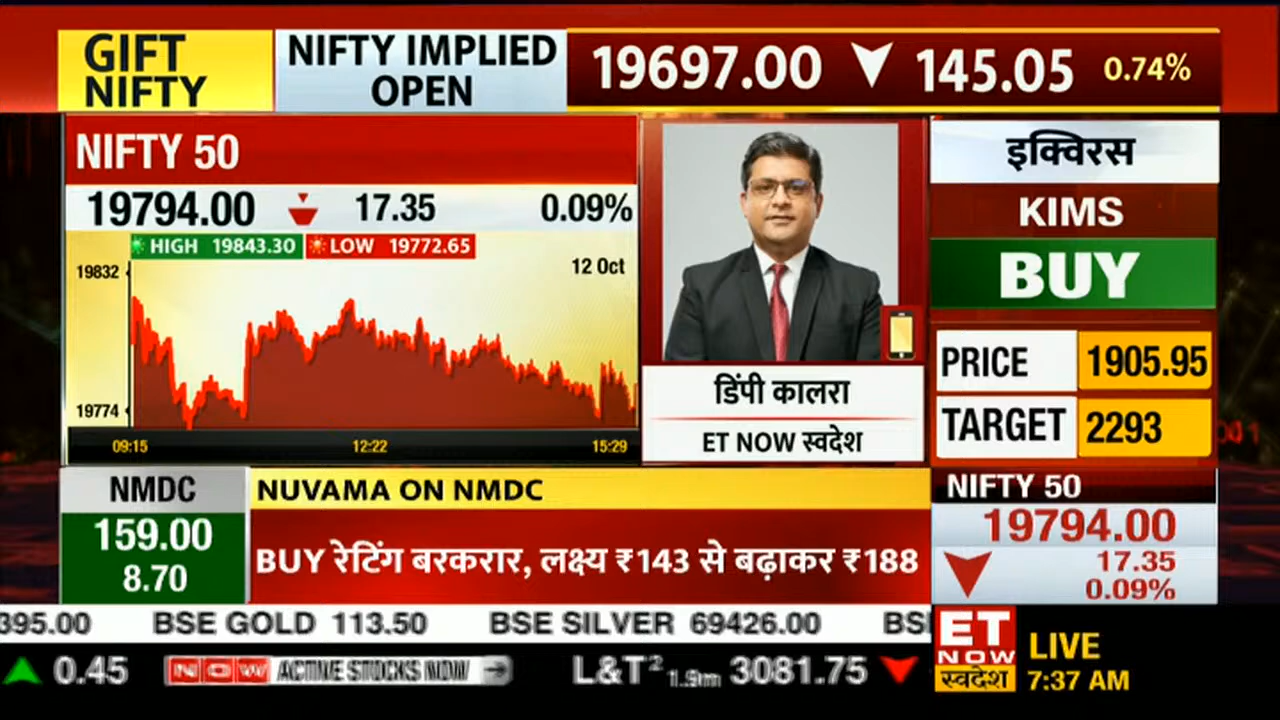 GIFT NIFTY
NIFTY IMPLIED OPEN
19697.00 145.05 0.74%
NIFTY 50
19794.00 17.35 0.09%
HIGH 19843.30 LOW 19772.65
12 Oct
19832
19774
09:15 12:22 15:29
डिंपी कालरा
ET NOW स्वदेश
इक्विरस
KIMS
BUY
PRICE 1905.95
TARGET 2293
NMDC
159.00
8.70
NUVAMA ON NMDC
BUY रेटिंग बरकरार, लक्ष्य ₹143 से बढ़ाकर ₹188
NIFTY 50
19794.00
17.35
0.09%
395.00 BSE GOLD 113.50 BSE SILVER 69426.00 BS
0.45 NOW ACTIVE STOCKS NOW L&T² 1.9m 3081.75
ET NOW स्वदेश
LIVE
7:37 AM